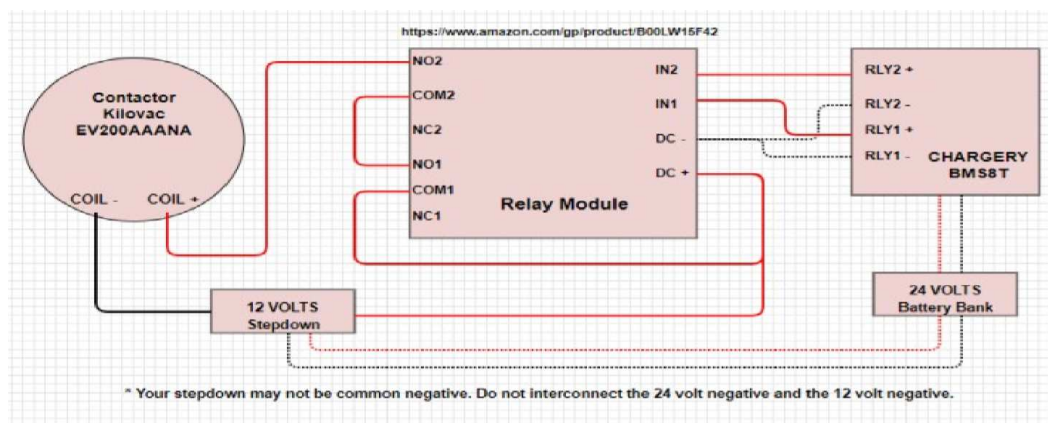 https://www.amazon.com/gp/product/B00LW15F42
Contactor
Kilovac
EV200AAANA
COIL -
COIL +
NO2
COM2
NC2
NO1
COM1
NC1
IN2
IN1
DC -
DC +
Relay Module
RLY2 +
RLY2 -
RLY1 +
RLY1 -
CHARGERY
BMS8T
12 VOLTS
Stepdown
24 VOLTS
Battery Bank
* Your stepdown may not be common negative. Do not interconnect the 24 volt negative and the 12 volt negative.